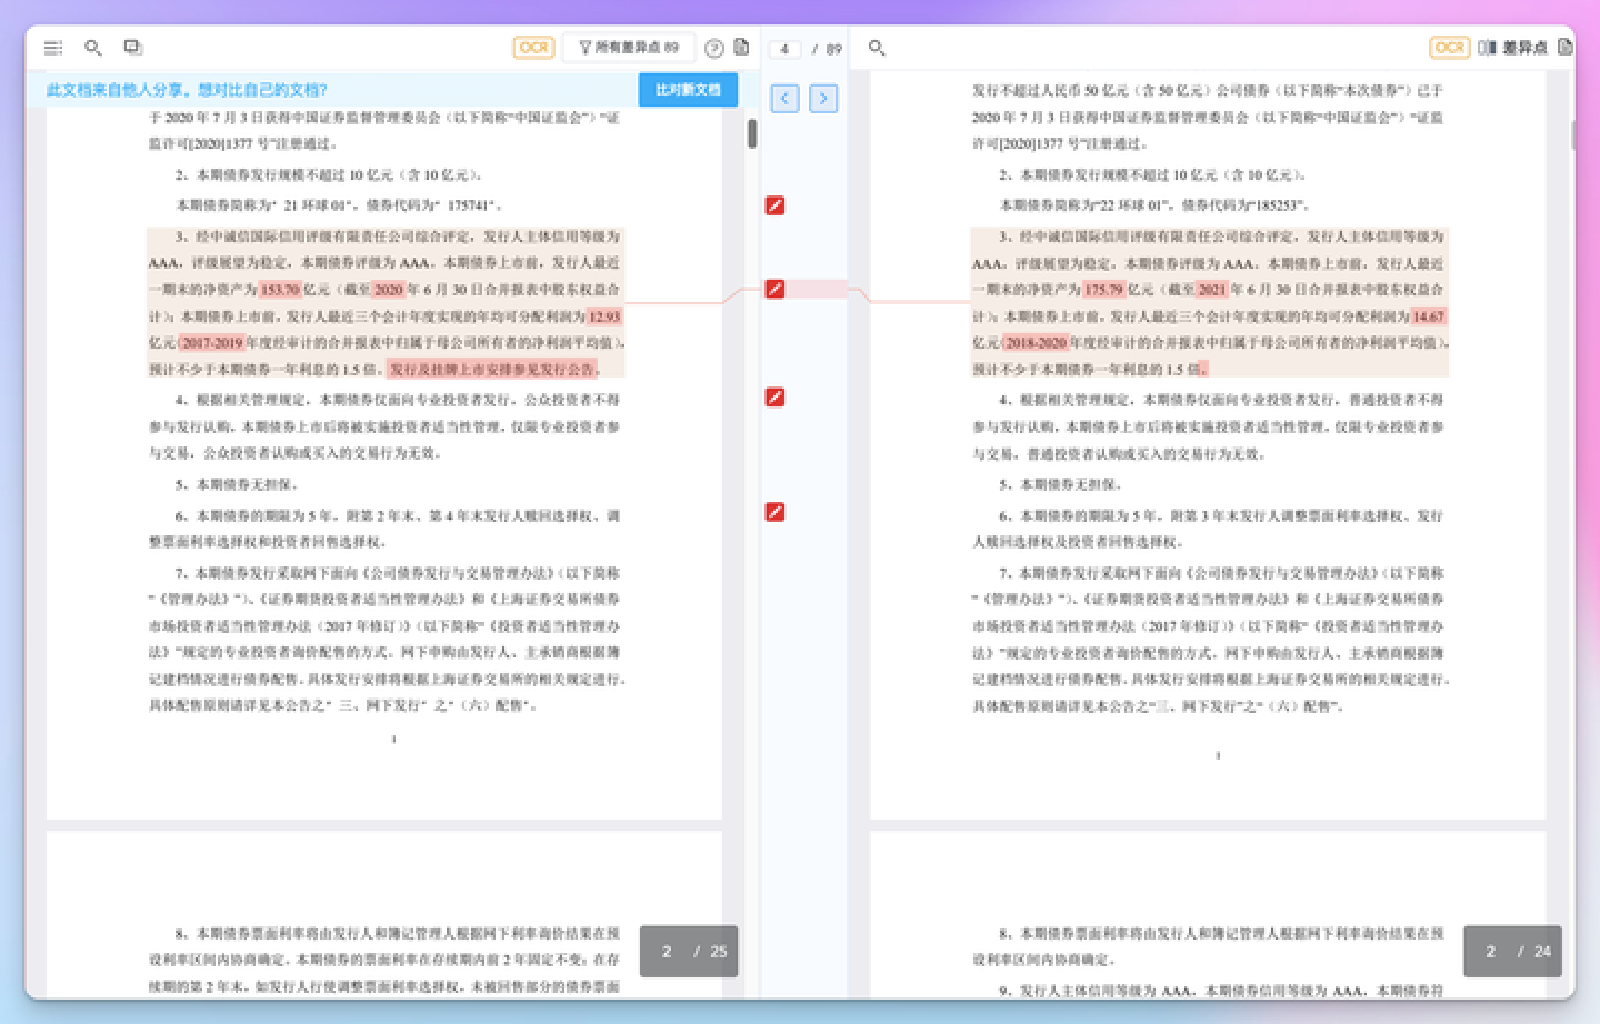 OCR 所有差异点 89
4 / 89
OCR 差异点
此文档来自他人分享。想对比自己的文档? 比对新文档
于 2020 年 7 月 3 日获得中国证券监督管理委员会（以下简称“中国证监会”）“证
监许可[2020]1377 号”注册通过。
2、本期债券发行规模不超过 10 亿元（含 10 亿元）。
本期债券简称为“ 21 环球 01”，债券代码为“ 175741”。
3、经中诚信国际信用评级有限责任公司综合评定，发行人主体信用等级为
AAA，评级展望为稳定，本期债券评级为 AAA。本期债券上市前，发行人最近
一期末的净资产为 153.70 亿元（截至 2020 年 6 月 30 日合并报表中股东权益合
计）；本期债券上市前，发行人最近三个会计年度实现的年均可分配利润为 12.93
亿元(2017-2019 年度经审计的合并报表中归属于母公司所有者的净利润平均值)，
预计不少于本期债券一年利息的 1.5 倍。发行及挂牌上市安排参见发行公告。
4、根据相关管理规定，本期债券仅面向专业投资者发行，公众投资者不得
参与发行认购，本期债券上市后将被实施投资者适当性管理，仅限专业投资者参
与交易，公众投资者认购或买入的交易行为无效。
5、本期债券无担保。
6、本期债券的期限为 5 年，附第 2 年末、第 4 年末发行人赎回选择权、调
整票面利率选择权和投资者回售选择权。
7、本期债券发行采取网下面向《公司债券发行与交易管理办法》（以下简称
“《管理办法》”）、《证券期货投资者适当性管理办法》和《上海证券交易所债券
市场投资者适当性管理办法（2017 年修订）》（以下简称“《投资者适当性管理办
法》”规定的专业投资者询价配售的方式。网下申购由发行人、主承销商根据簿
记建档情况进行债券配售。具体发行安排将根据上海证券交易所的相关规定进行。
具体配售原则请详见本公告之“ 三、网下发行” 之“（六）配售”。
1
8、本期债券票面利率将由发行人和簿记管理人根据网下利率询价结果在预
设利率区间内协商确定。本期债券的票面利率在存续期内前 2 年固定不变；在存
续期的第 2 年末，如发行人行使调整票面利率选择权，未被回售部分的债券票面
2 / 25
发行不超过人民币 50 亿元（含 50 亿元）公司债券（以下简称“本次债券”）已于
2020 年 7 月 3 日获得中国证券监督管理委员会（以下简称“中国证监会”）“证监
许可[2020]1377 号”注册通过。
2、本期债券发行规模不超过 10 亿元（含 10 亿元）。
本期债券简称为“22 环球 01”，债券代码为“185253”。
3、经中诚信国际信用评级有限责任公司综合评定，发行人主体信用等级为
AAA，评级展望为稳定，本期债券评级为 AAA。本期债券上市前，发行人最近
一期末的净资产为 175.79 亿元（截至 2021 年 6 月 30 日合并报表中股东权益合
计）；本期债券上市前，发行人最近三个会计年度实现的年均可分配利润为 14.67
亿元(2018-2020 年度经审计的合并报表中归属于母公司所有者的净利润平均值)，
预计不少于本期债券一年利息的 1.5 倍。
4、根据相关管理规定，本期债券仅面向专业投资者发行，普通投资者不得
参与发行认购，本期债券上市后将被实施投资者适当性管理，仅限专业投资者参
与交易，普通投资者认购或买入的交易行为无效。
5、本期债券无担保。
6、本期债券的期限为 5 年，附第 3 年末发行人调整票面利率选择权、发行
人赎回选择权及投资者回售选择权。
7、本期债券发行采取网下面向《公司债券发行与交易管理办法》（以下简称
“《管理办法》”）、《证券期货投资者适当性管理办法》和《上海证券交易所债券
市场投资者适当性管理办法（2017 年修订）》（以下简称“《投资者适当性管理办
法》”规定的专业投资者询价配售的方式。网下申购由发行人、主承销商根据簿
记建档情况进行债券配售。具体发行安排将根据上海证券交易所的相关规定进行。
具体配售原则请详见本公告之“三、网下发行”之“（六）配售”。
1
8、本期债券票面利率将由发行人和簿记管理人根据网下利率询价结果在预
设利率区间内协商确定。
9、发行人主体信用等级为 AAA，本期债券信用等级为 AAA，本期债券符
2 / 24